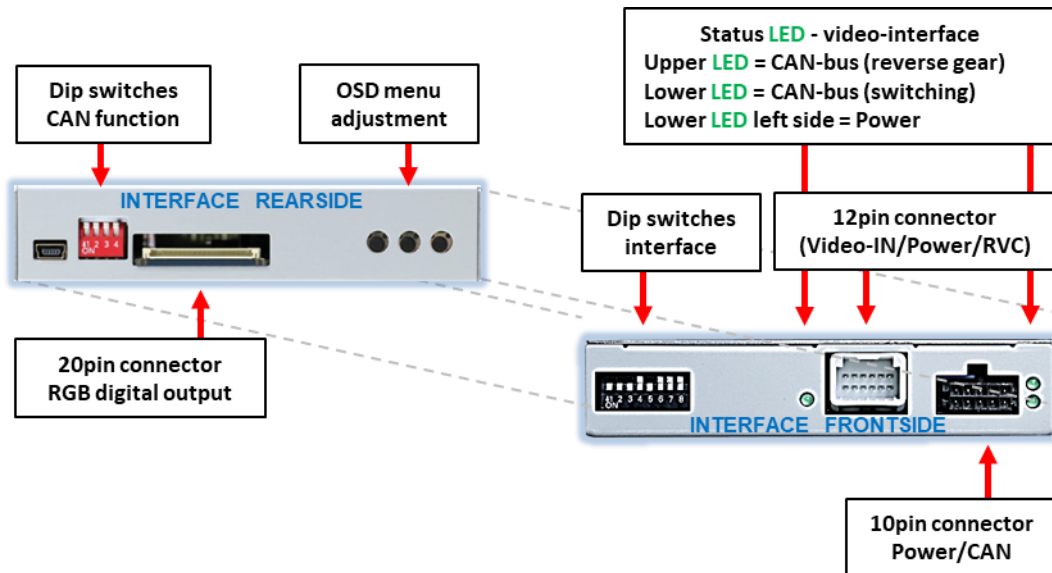 Status LED - video-interface
Upper LED = CAN-bus (reverse gear)
Lower LED = CAN-bus (switching)
Lower LED left side = Power
Dip switches
CAN function
OSD menu
adjustment
INTERFACE REARSIDE
1 2 3 4
ON
Dip switches
interface
12pin connector
(Video-IN/Power/RVC)
20pin connector
RGB digital output
1 2 3 4 5 6 7 8
ON
INTERFACE FRONTSIDE
10pin connector
Power/CAN